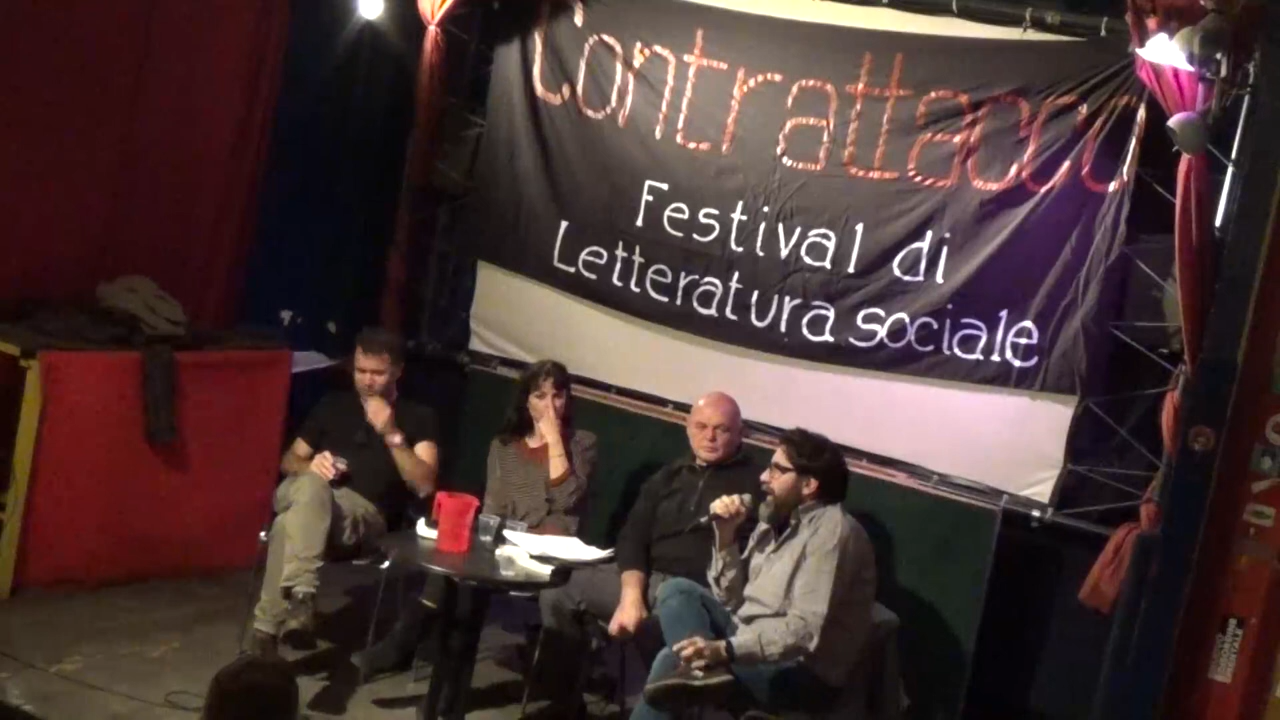 Contrattacco
Festival di
Letteratura sociale